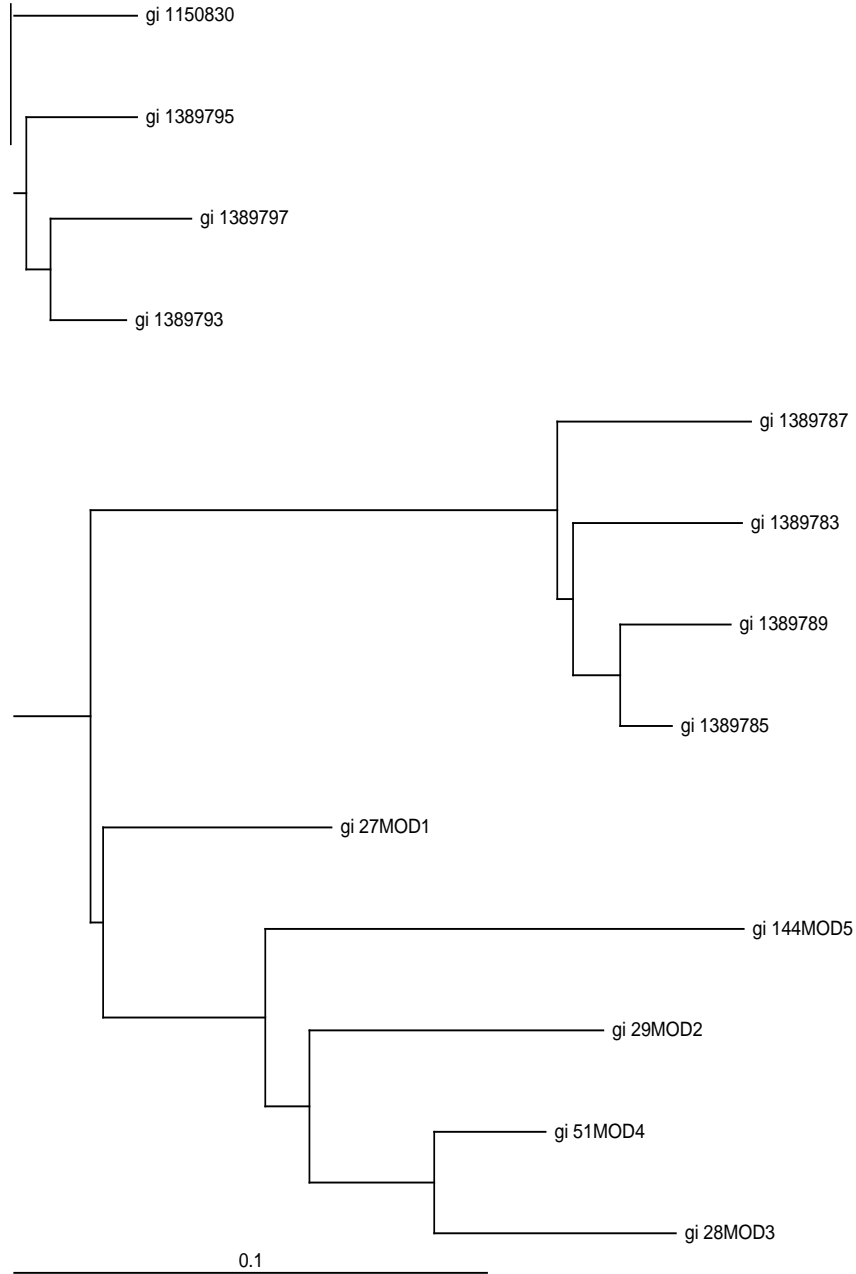 gi 1150830
gi 1389795
gi 1389797
gi 1389793
gi 1389787
gi 1389783
gi 1389789
gi 1389785
gi 27MOD1
gi 144MOD5
gi 29MOD2
gi 51MOD4
gi 28MOD3
0.1